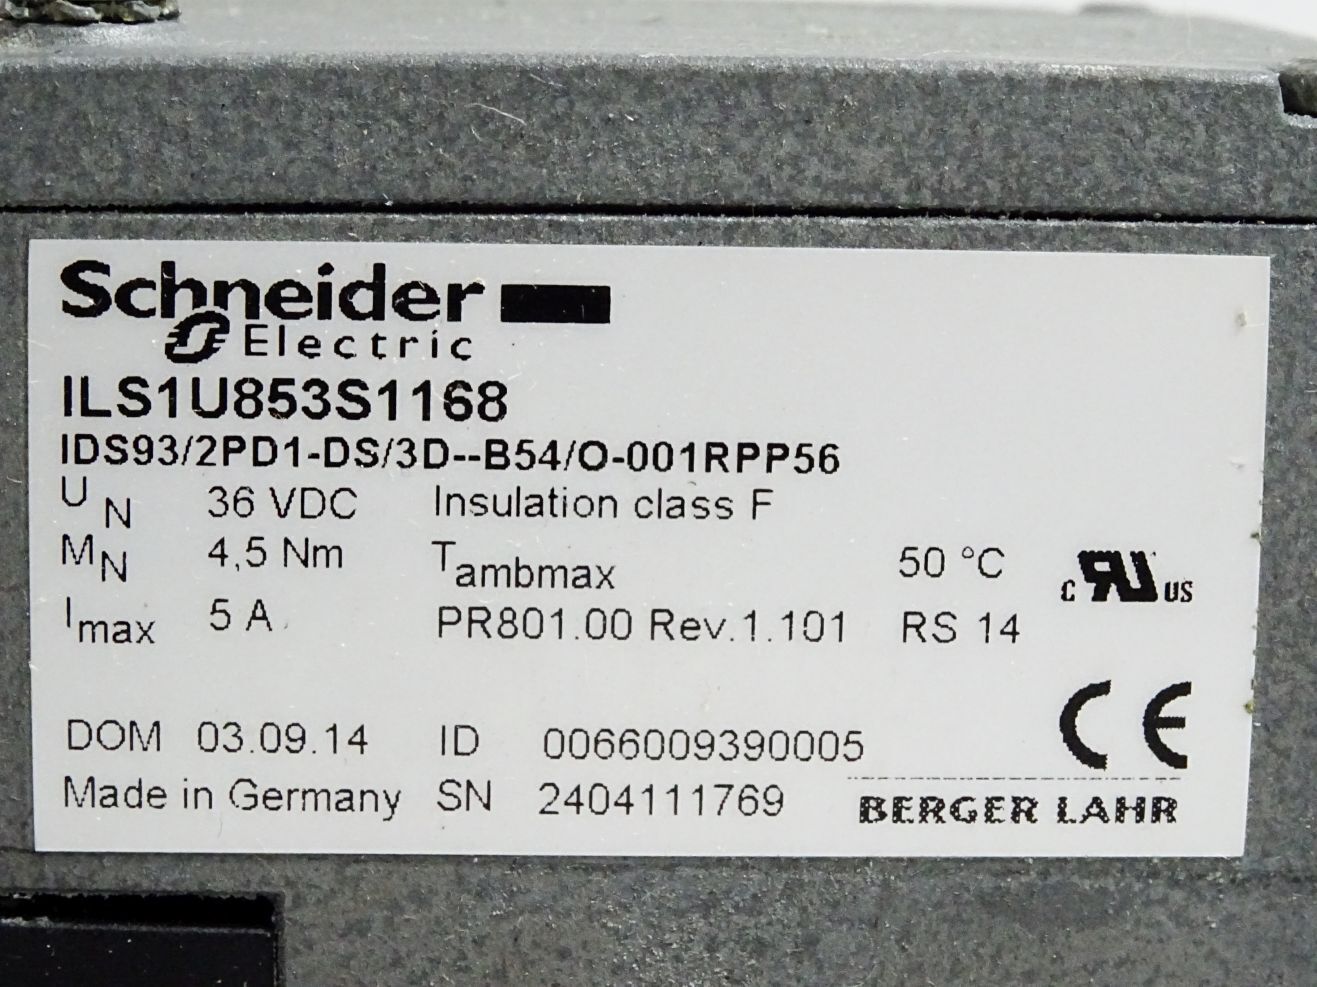 Schneider
Electric
ILS1U853S1168
IDS93/2PD1-DS/3D--B54/O-001RPP56
UN 36 VDC Insulation class F
MN 4,5 Nm Tambmax 50 °C
Imax 5 A PR801.00 Rev.1.101 RS 14
c RU US
DOM 03.09.14 ID 0066009390005
CE
Made in Germany SN 2404111769
BERGER LAHR